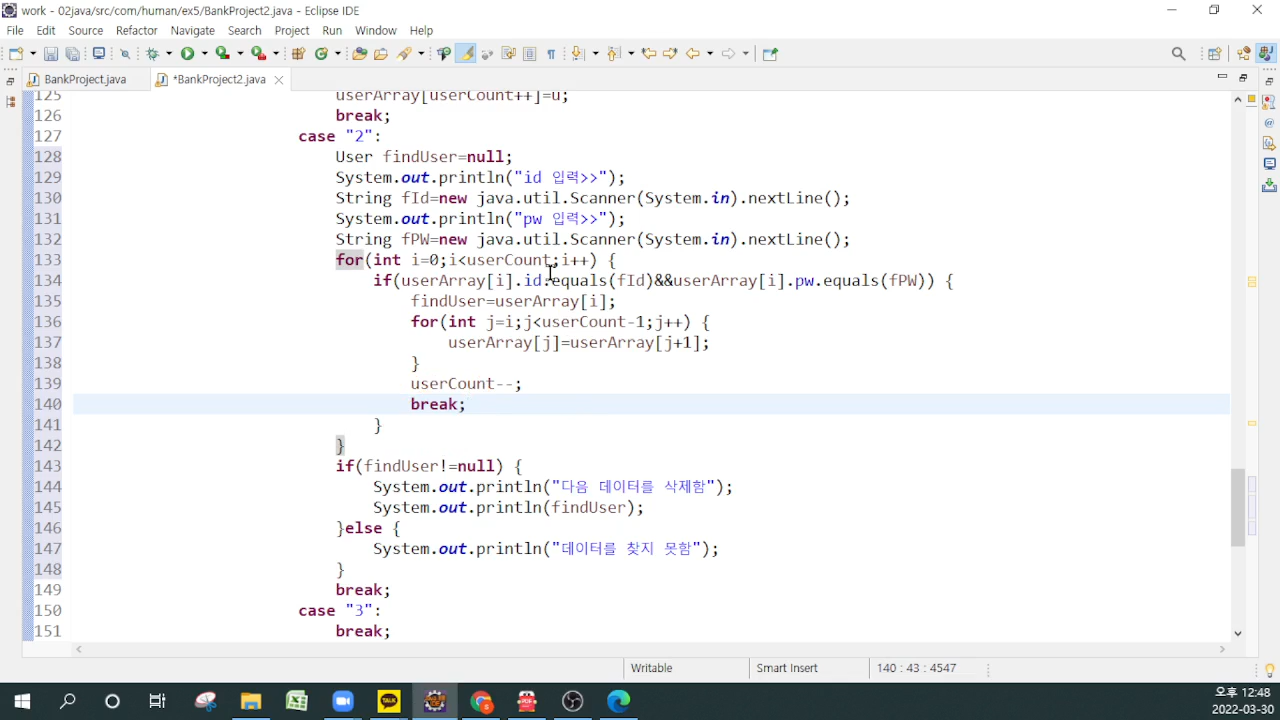 work - 02java/src/com/human/ex5/BankProject2.java - Eclipse IDE
File Edit Source Refactor Navigate Search Project Run Window Help
BankProject.java *BankProject2.java
125 userArray[userCount++]=u;
126 break;
127 case "2":
128 User findUser=null;
129 System.out.println("id 입력>>");
130 String fId=new java.util.Scanner(System.in).nextLine();
131 System.out.println("pw 입력>>");
132 String fPW=new java.util.Scanner(System.in).nextLine();
133 for(int i=0;i<userCount;i++) {
134 if(userArray[i].id.equals(fId)&&userArray[i].pw.equals(fPW)) {
135 findUser=userArray[i];
136 for(int j=i;j<userCount-1;j++) {
137 userArray[j]=userArray[j+1];
138 }
139 userCount--;
140 break;
141 }
142 }
143 if(findUser!=null) {
144 System.out.println("다음 데이터를 삭제함");
145 System.out.println(findUser);
146 }else {
147 System.out.println("데이터를 찾지 못함");
148 }
149 break;
150 case "3":
151 break;
Writable Smart Insert 140 : 43 : 4547
TALK PDF
오후 12:48
2022-03-30